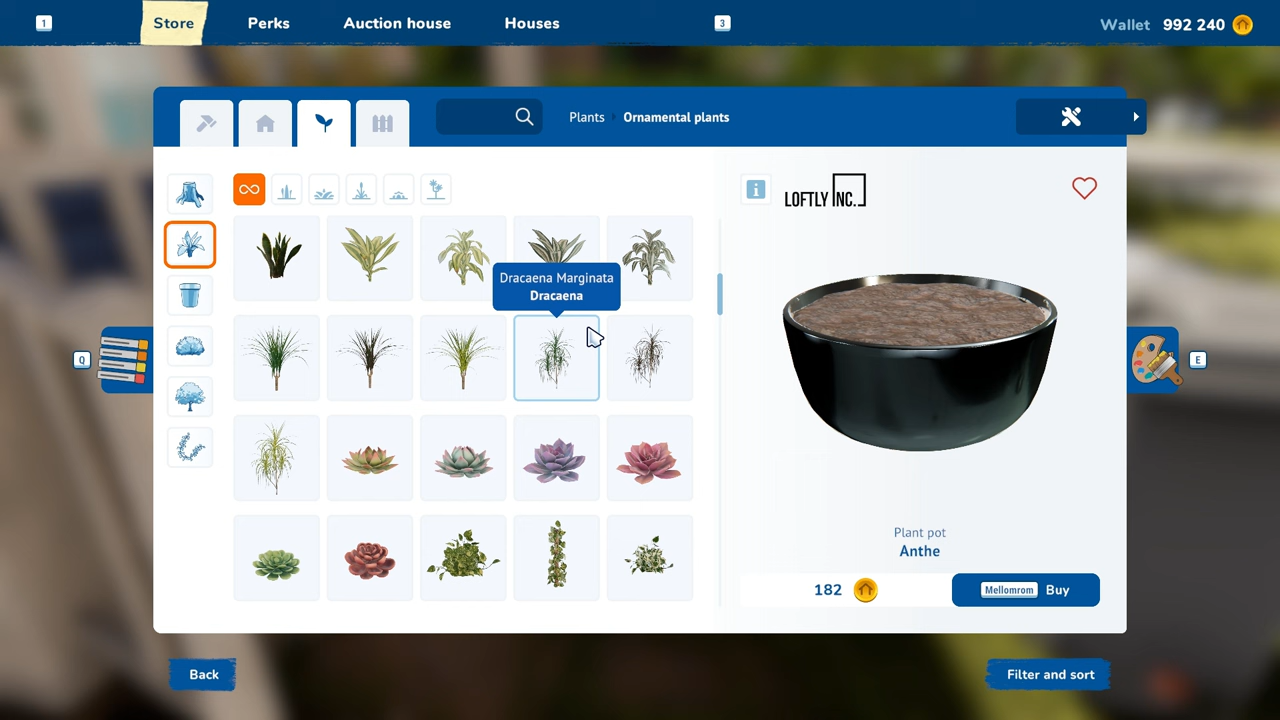 1
Store
Perks
Auction house
Houses
3
Wallet 992 240
Plants
Ornamental plants
LOFTLY INC.
Dracaena Marginata
Dracaena
Q
E
Plant pot
Anthe
182
Mellomrom
Buy
Back
Filter and sort